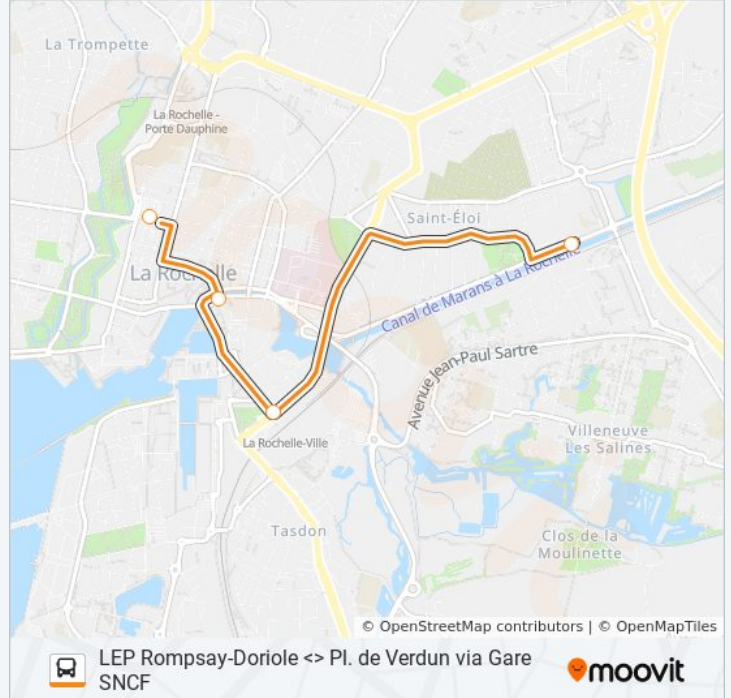 La Trompette
La Rochelle -
Porte Dauphine
Saint-Éloi
La Rochelle
Canal de Marans à La Rochelle
Avenue Jean-Paul Sartre
Villeneuve
Les Salines
La Rochelle-Ville
Tasdon
Clos de la
Moulinette
© OpenStreetMap contributors | © OpenMapTiles
LEP Rompsay-Doriole <> Pl. de Verdun via Gare
SNCF
moovit